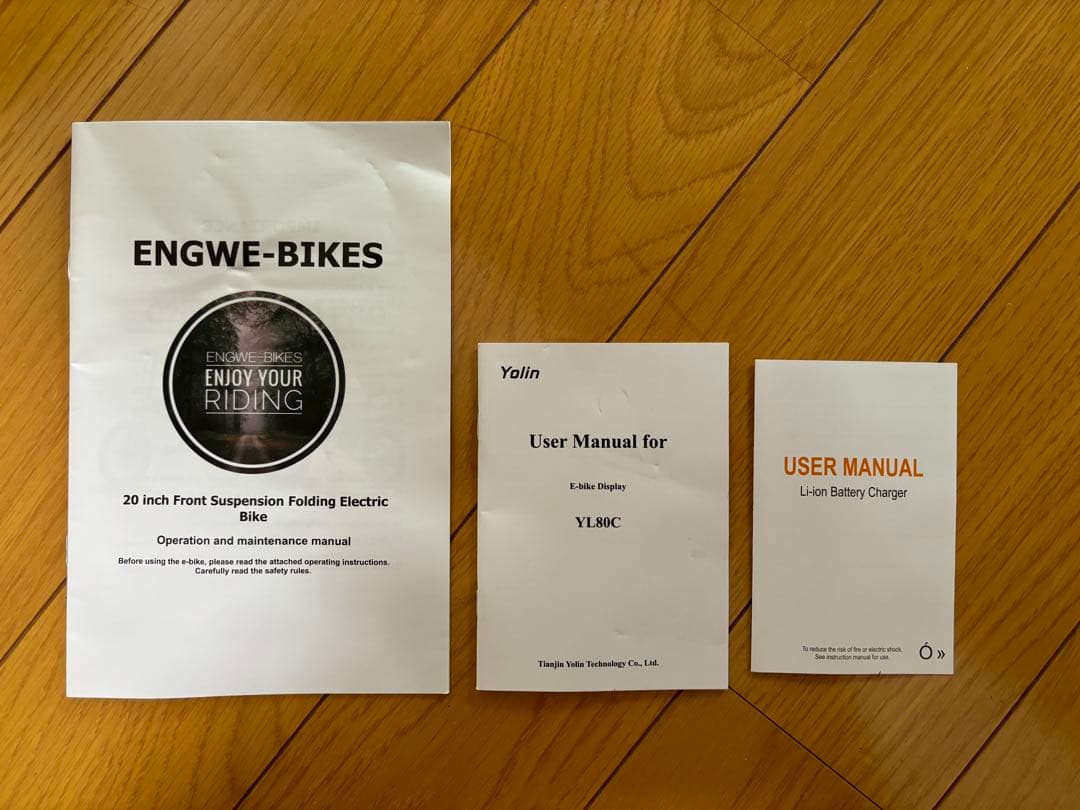 ENGWE-BIKES
ENGWE-BIKES
ENJOY YOUR
RIDING
20 inch Front Suspension Folding Electric
Bike
Operation and maintenance manual
Before using the e-bike, please read the attached operating instructions.
Carefully read the safety rules.
Yolin
User Manual for
E-bike Display
YL80C
Tianjin Yolin Technology Co., Ltd.
USER MANUAL
Li-ion Battery Charger
To reduce the risk of fire or electric shock,
See instruction manual for use.